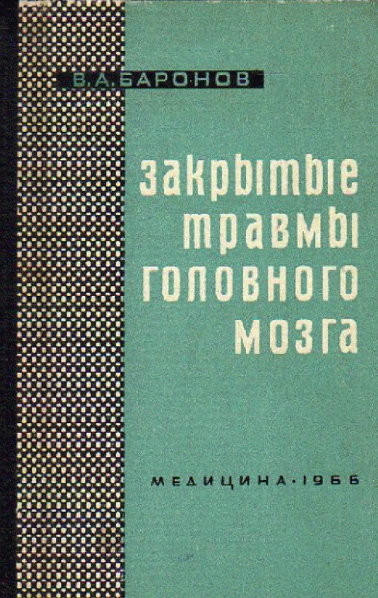 В.А.БАРОНОВ
закрытые
травмы
головного
мозга
МЕДИЦИНА·1966